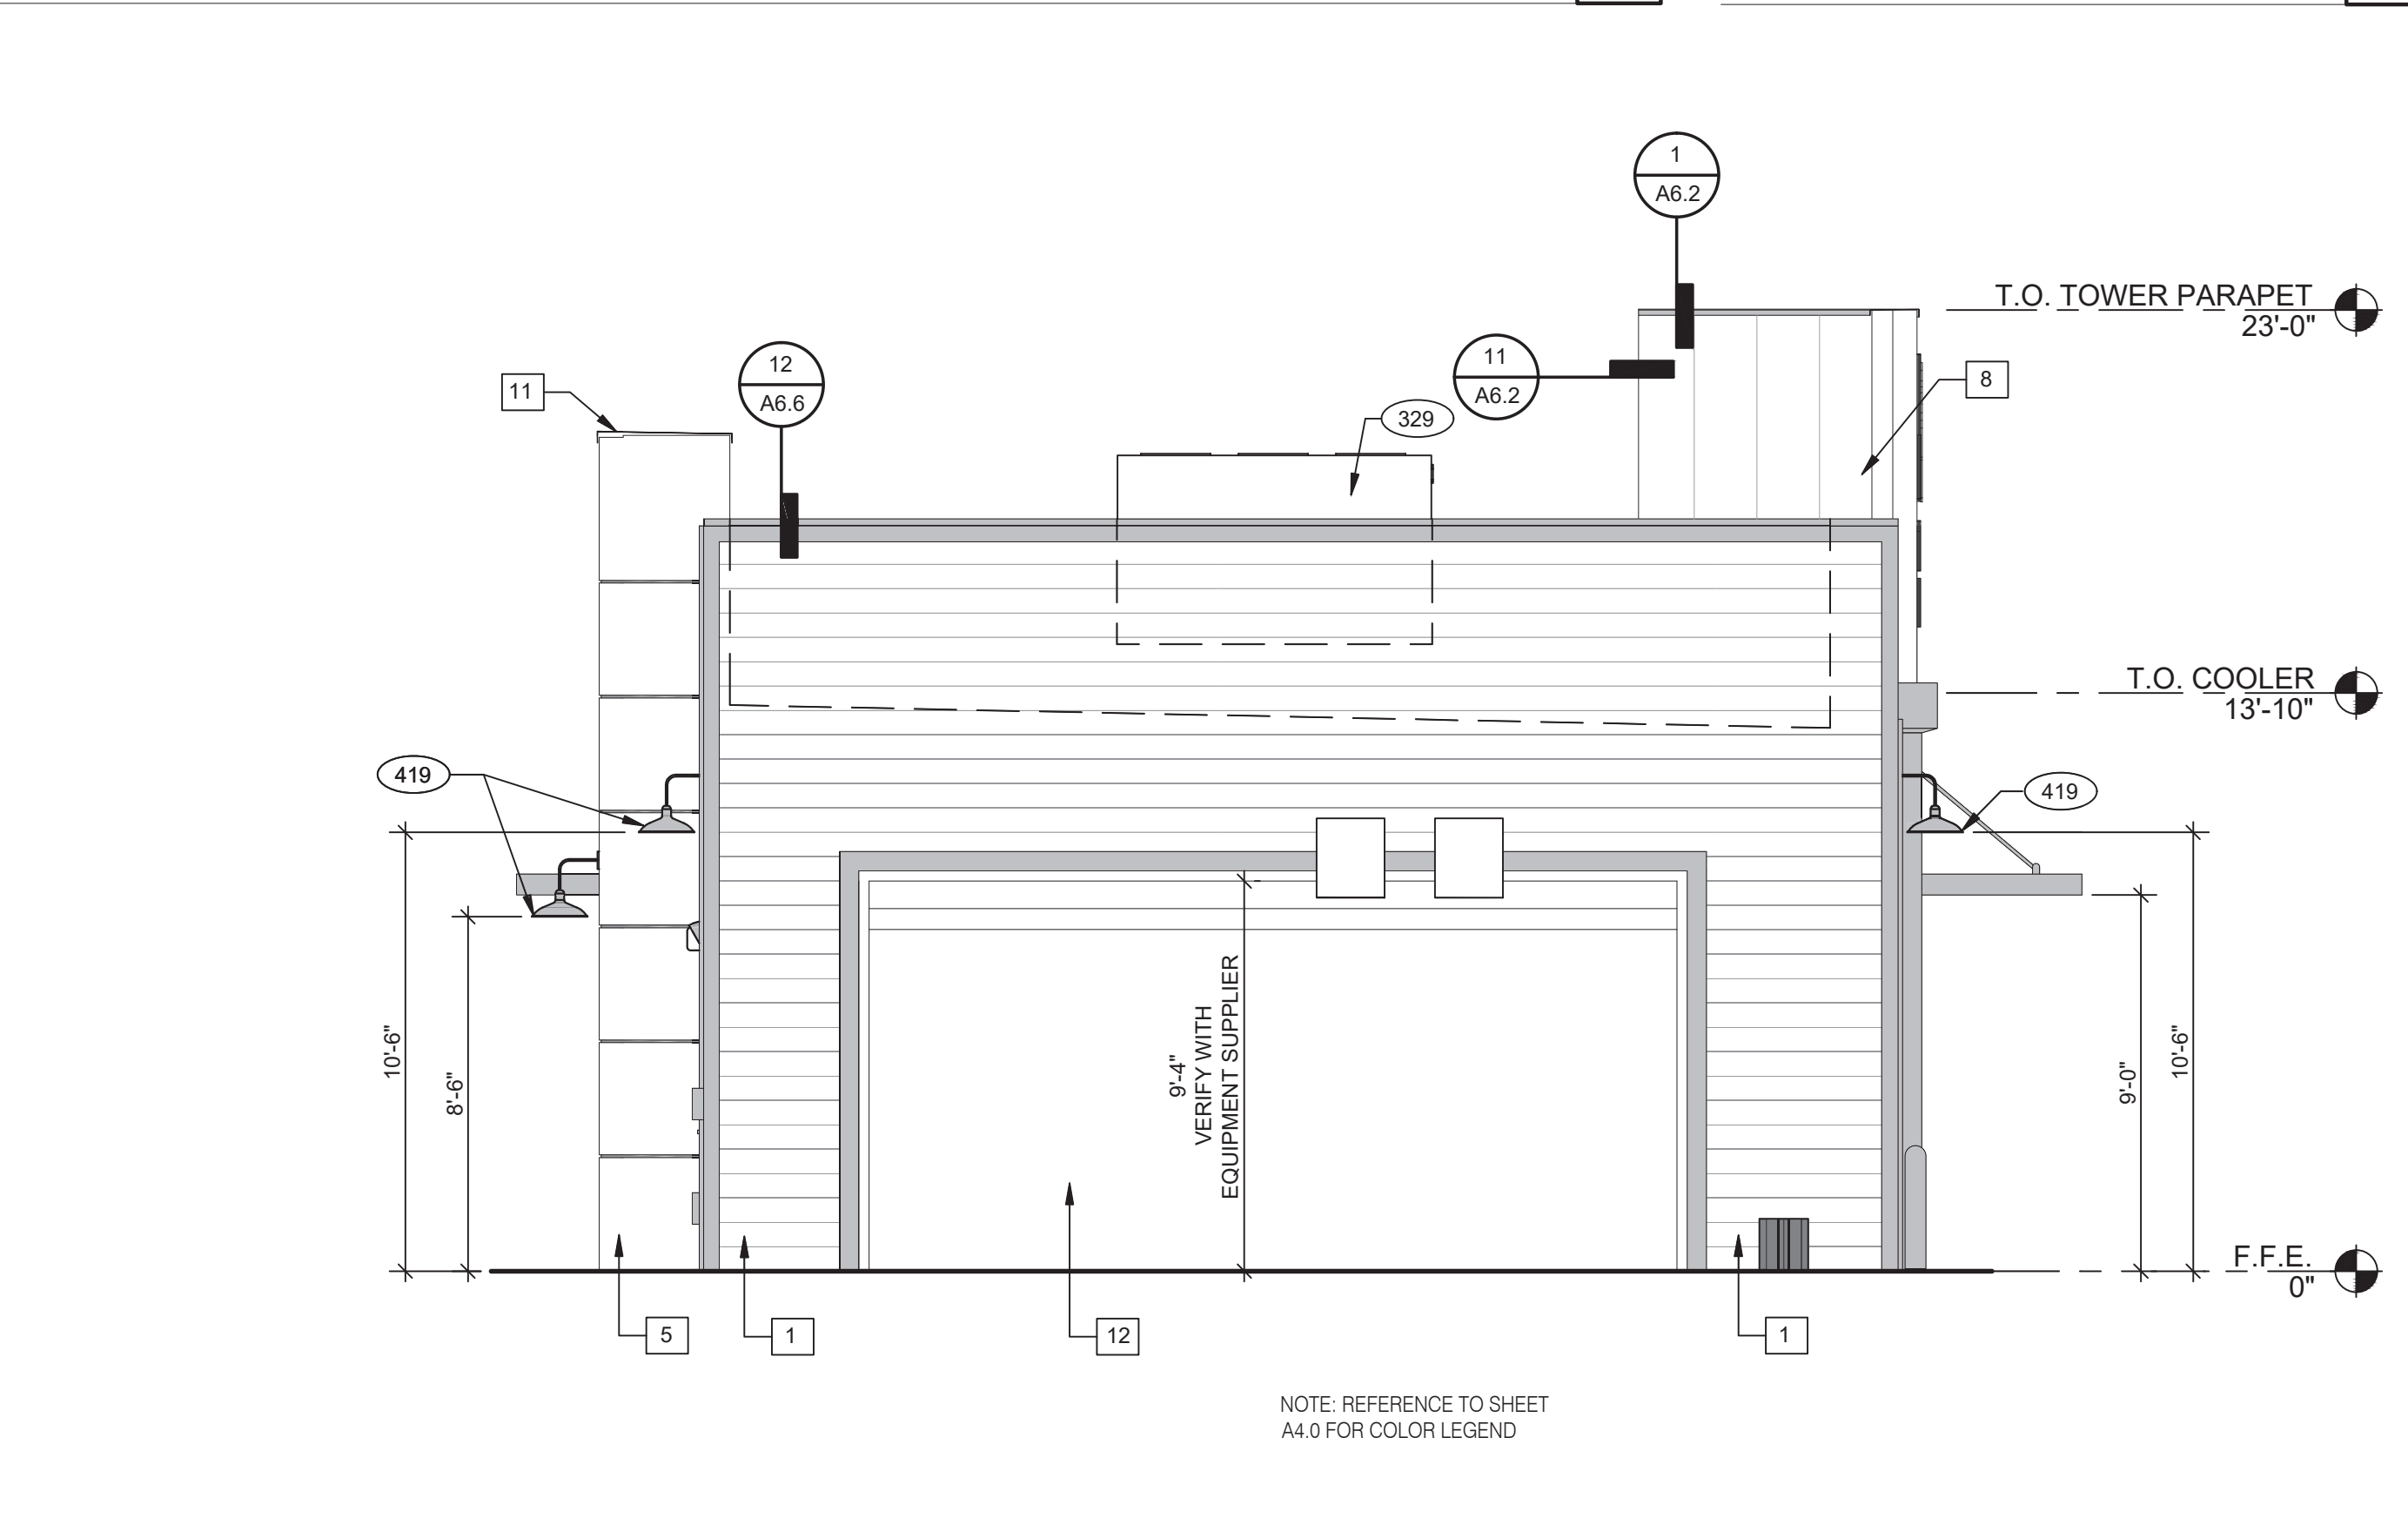 1
A6.2
T.O. TOWER PARAPET
23'-0"
12
A6.6
11
A6.2
11
8
329
T.O. COOLER
13'-10"
419
419
10'-6"
8'-6"
9'-4"
VERIFY WITH
EQUIPMENT SUPPLIER
9'-0"
10'-6"
F.F.E.
0"
5
1
12
1
NOTE: REFERENCE TO SHEET
A4.0 FOR COLOR LEGEND